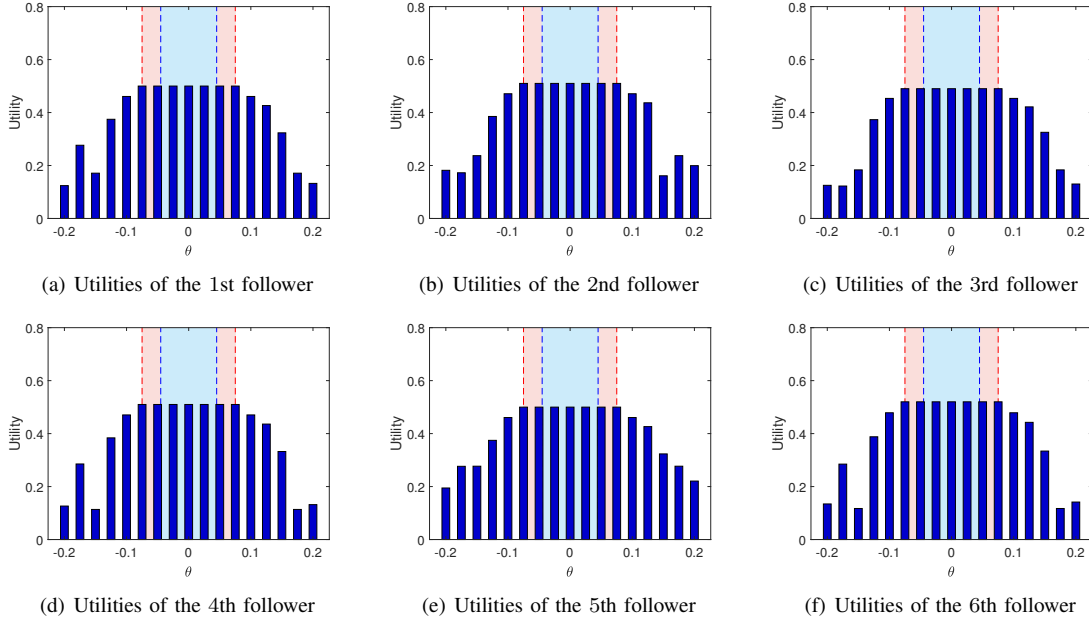 0.8
0.6
0.4
0.2
0
Utility
-0.2 -0.1 0 0.1 0.2
θ
(a) Utilities of the 1st follower
0.8
0.6
0.4
0.2
0
Utility
-0.2 -0.1 0 0.1 0.2
θ
(b) Utilities of the 2nd follower
0.8
0.6
0.4
0.2
0
Utility
-0.2 -0.1 0 0.1 0.2
θ
(c) Utilities of the 3rd follower
0.8
0.6
0.4
0.2
0
Utility
-0.2 -0.1 0 0.1 0.2
θ
(d) Utilities of the 4th follower
0.8
0.6
0.4
0.2
0
Utility
-0.2 -0.1 0 0.1 0.2
θ
(e) Utilities of the 5th follower
0.8
0.6
0.4
0.2
0
Utility
-0.2 -0.1 0 0.1 0.2
θ
(f) Utilities of the 6th follower